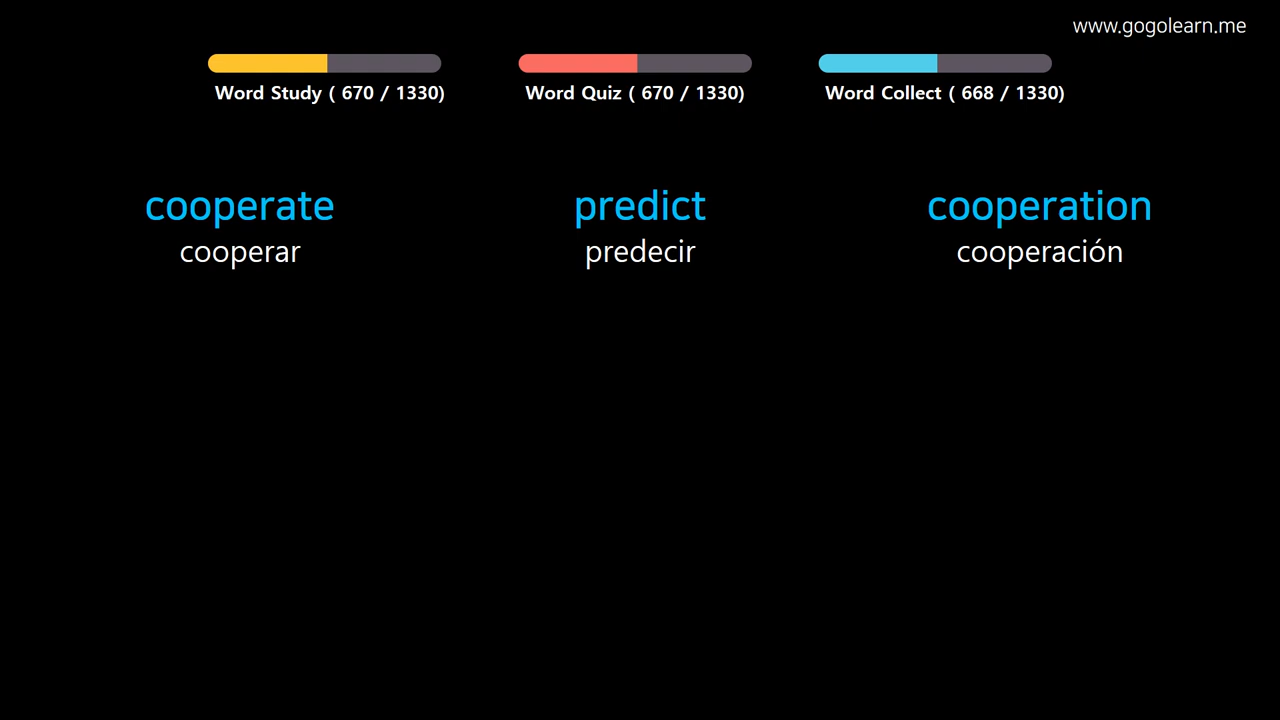 www.gogolearn.me
Word Study ( 670 / 1330)
Word Quiz ( 670 / 1330)
Word Collect ( 668 / 1330)
cooperate
cooperar
predict
predecir
cooperation
cooperación